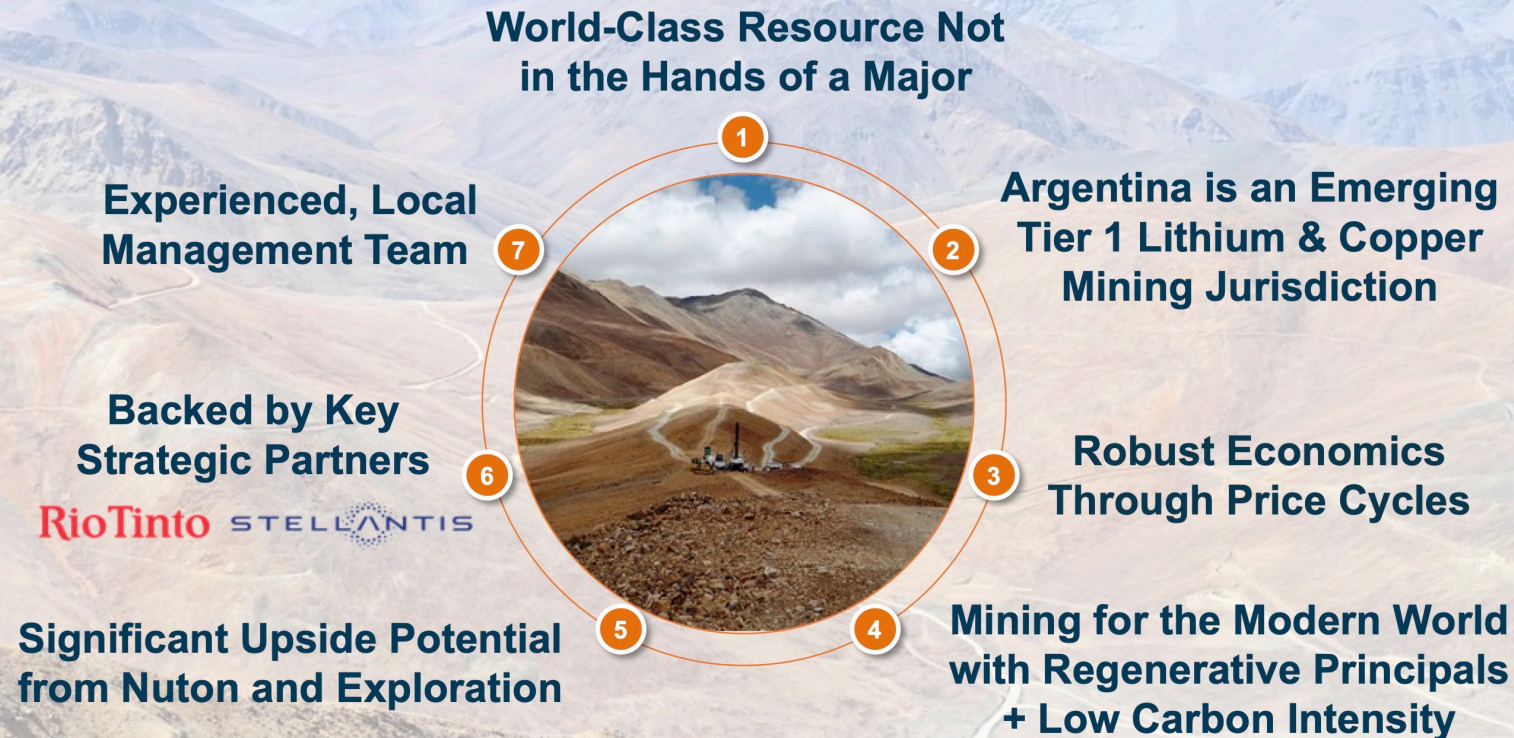 World-Class Resource Not
in the Hands of a Major
1
Argentina is an Emerging
Tier 1 Lithium & Copper
Mining Jurisdiction
2
Robust Economics
Through Price Cycles
3
Mining for the Modern World
with Regenerative Principals
+ Low Carbon Intensity
4
Significant Upside Potential
from Nuton and Exploration
5
Backed by Key
Strategic Partners
6
RioTinto STELLANTIS
Experienced, Local
Management Team
7